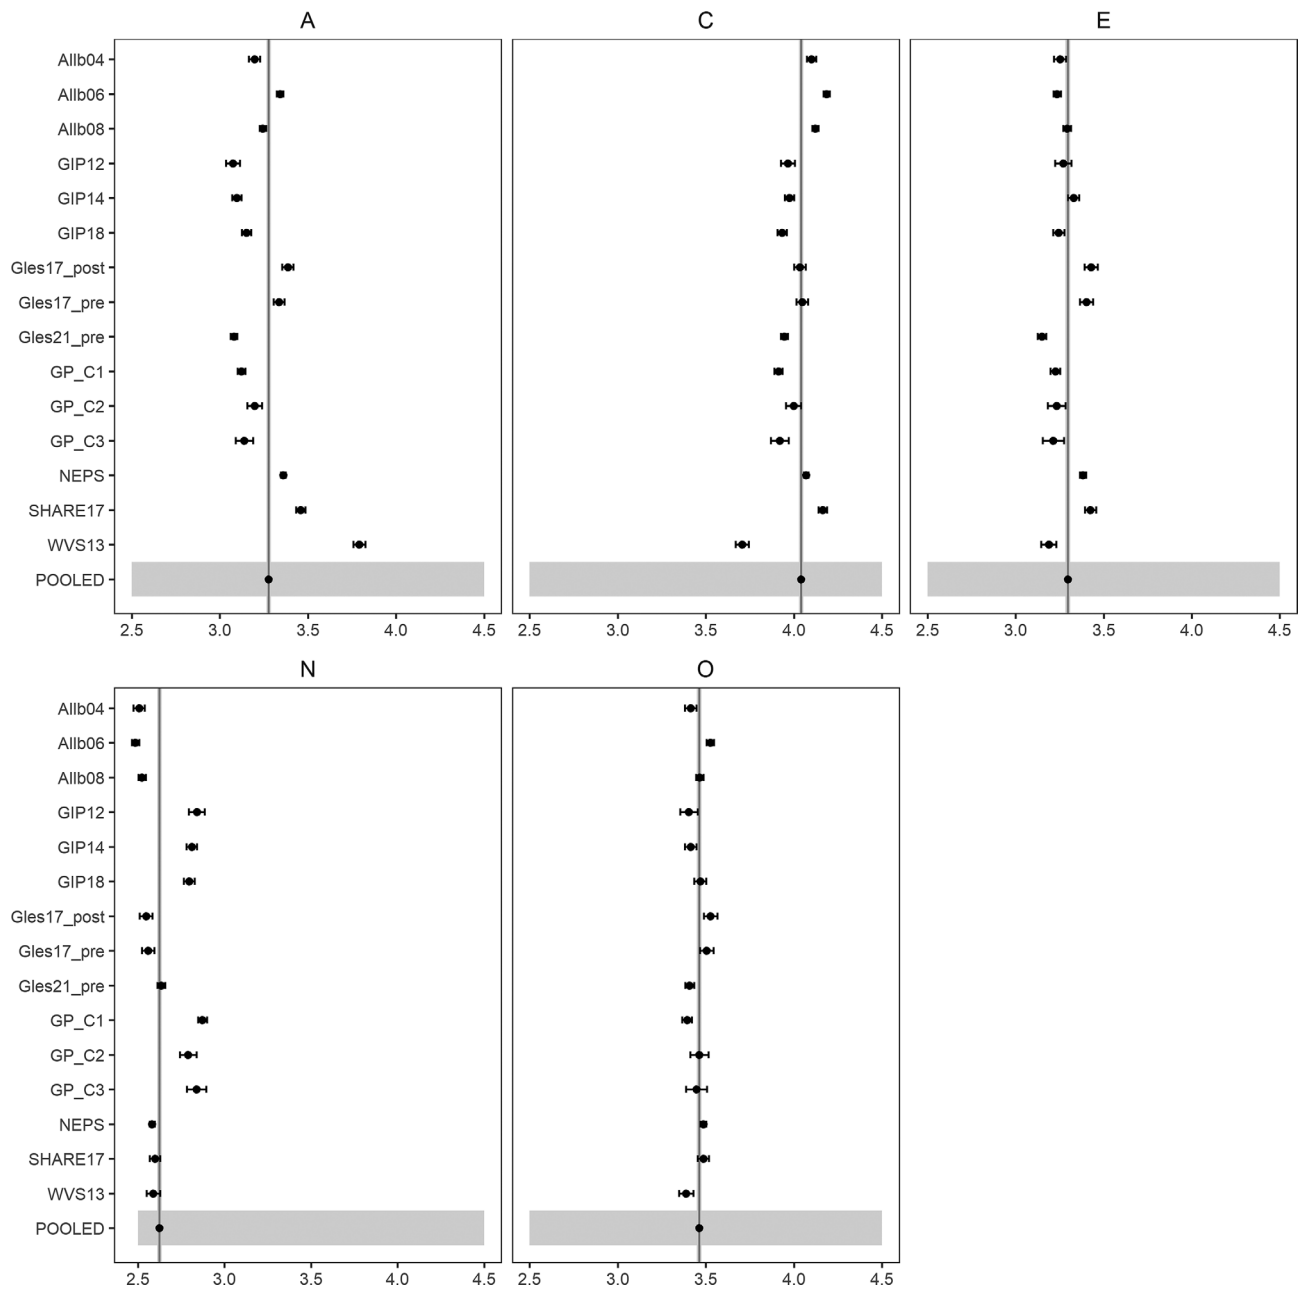 A C E
Allb04
Allb06
Allb08
GIP12
GIP14
GIP18
Gles17_post
Gles17_pre
Gles21_pre
GP_C1
GP_C2
GP_C3
NEPS
SHARE17
WVS13
POOLED
2.5 3.0 3.5 4.0 4.5 2.5 3.0 3.5 4.0 4.5 2.5 3.0 3.5 4.0 4.5
N O
Allb04
Allb06
Allb08
GIP12
GIP14
GIP18
Gles17_post
Gles17_pre
Gles21_pre
GP_C1
GP_C2
GP_C3
NEPS
SHARE17
WVS13
POOLED
2.5 3.0 3.5 4.0 4.5 2.5 3.0 3.5 4.0 4.5